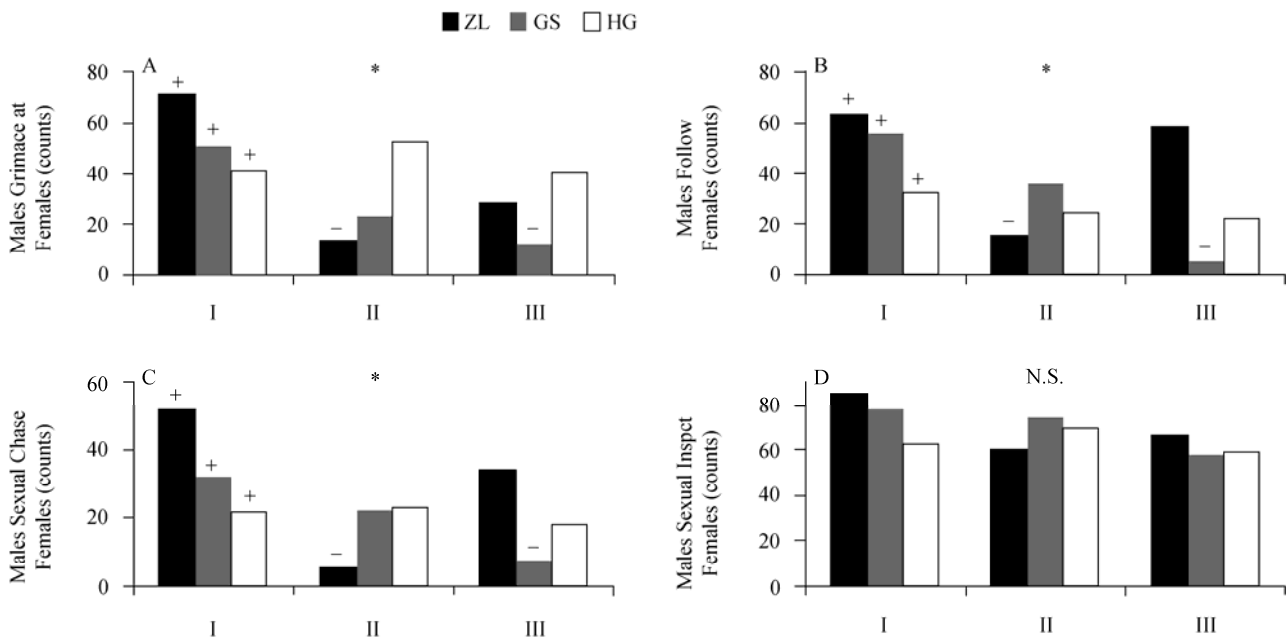 ZL GS HG
A
*
Males Grimace at
Females (counts)
80
60
40
20
0
+
+
+
–
–
I II III
B
*
Males Follow
Females (counts)
80
60
40
20
0
+
+
+
–
–
I II III
C
*
Males Sexual Chase
Females (counts)
60
40
20
0
+
+
+
–
–
I II III
D
N.S.
Males Sexual Inspct
Females (counts)
80
60
40
20
0
I II III